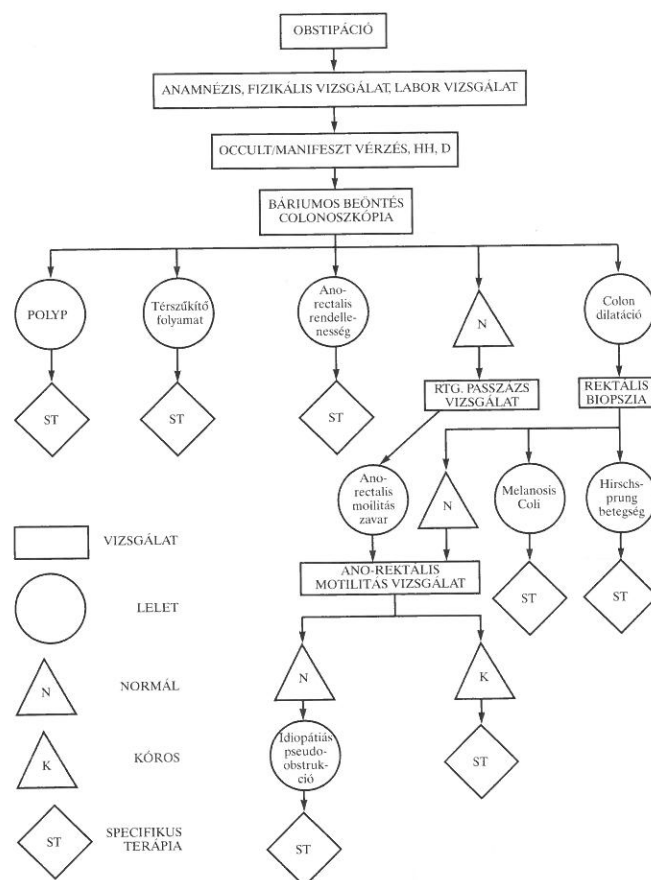 OBSTIPÁCIÓ
ANAMNÉZIS, FIZIKÁLIS VIZSGÁLAT, LABOR VIZSGÁLAT
OCCULT/MANIFESZT VÉRZÉS, HH, D
BÁRIUMOS BEÖNTÉS
COLONOSZKÓPIA
POLYP
Térszűkítő
folyamat
Ano-
rectalis
rendelle-
nesség
N
Colon
dilatáció
ST
ST
ST
RTG. PASSZÁZS
VIZSGÁLAT
REKTÁLIS
BIOPSZIA
Ano-
rectalis
moilitás
zavar
N
Melanosis
Coli
Hirschs-
prung
betegség
ANO-REKTÁLIS
MOTILITÁS VIZSGÁLAT
ST
ST
N
K
Idiopátiás
pseudo-
obstruk-
ció
ST
ST
VIZSGÁLAT
LELET
N
NORMÁL
K
KÓROS
ST
SPECIFIKUS
TERÁPIA